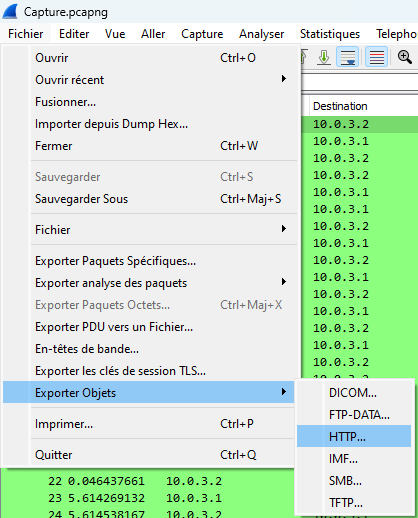 Capture.pcapng
Fichier Editer Vue Aller Capture Analyser Statistiques Telepho
Ouvrir Ctrl+O
Ouvrir récent
Fusionner...
Importer depuis Dump Hex...
Fermer Ctrl+W
Sauvegarder Ctrl+S
Sauvegarder Sous Ctrl+Maj+S
Fichier
Exporter Paquets Spécifiques...
Exporter analyse des paquets
Exporter Paquets Octets... Ctrl+Maj+X
Exporter PDU vers un Fichier...
En-têtes de bande...
Exporter les clés de session TLS...
Exporter Objets
Imprimer... Ctrl+P
Quitter Ctrl+Q
Destination
10.0.3.2
10.0.3.1
10.0.3.2
10.0.3.1
10.0.3.2
10.0.3.1
10.0.3.2
10.0.3.1
10.0.3.2
10.0.3.1
10.0.3.2
10.0.3.1
10.0.3.2
10.0.3.1
10.0.3.2
10.0.3.2
DICOM...
FTP-DATA...
HTTP...
IMF...
SMB...
TFTP...
22 0.046437661 10.0.3.2
23 5.614269132 10.0.3.1
24 5.614538167 10.0.3.2